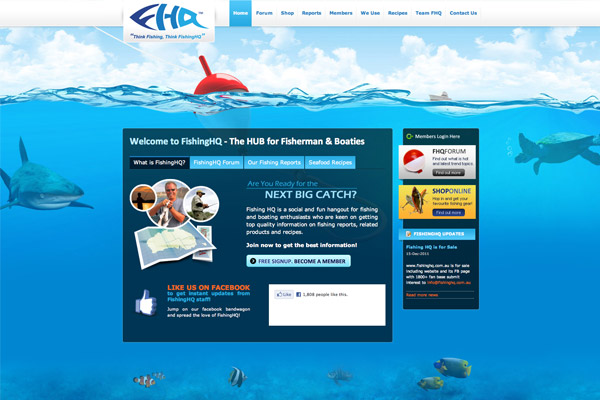 FHQ TM
"Think Fishing, Think FishingHQ"
Home Forum Shop Reports Members We Use Recipes Team FHQ Contact Us
Welcome to FishingHQ - The HUB for Fisherman & Boaties
What is FishingHQ? FishingHQ Forum Our Fishing Reports Seafood Recipes
Are You Ready for the
NEXT BIG CATCH?
Fishing HQ is a social and fun hangout for fishing
and boating enthusiasts who are keen on getting
top quality information on fishing reports, related
products and recipes.
Join now to get the best information!
FREE SIGNUP. BECOME A MEMBER
LIKE US ON FACEBOOK
to get instant updates from
FishingHQ staff!
Jump on our facebook bandwagon
and spread the love of FishingHQ!
Like 1,808 people like this.
Members Login Here
FHQFORUM
Find out what is hot
and latest trend topics
Find out more
SHOPONLINE
Hop in and get your
favourite fishing gear!
Find out more
FISHINGHQ UPDATES
Fishing HQ is for Sale
15-Dec-2011
www.fishinghq.com.au is for sale
including website and its FB page
with 1800+ fan base submit
interest to info@fishinghq.com.au
Read more news